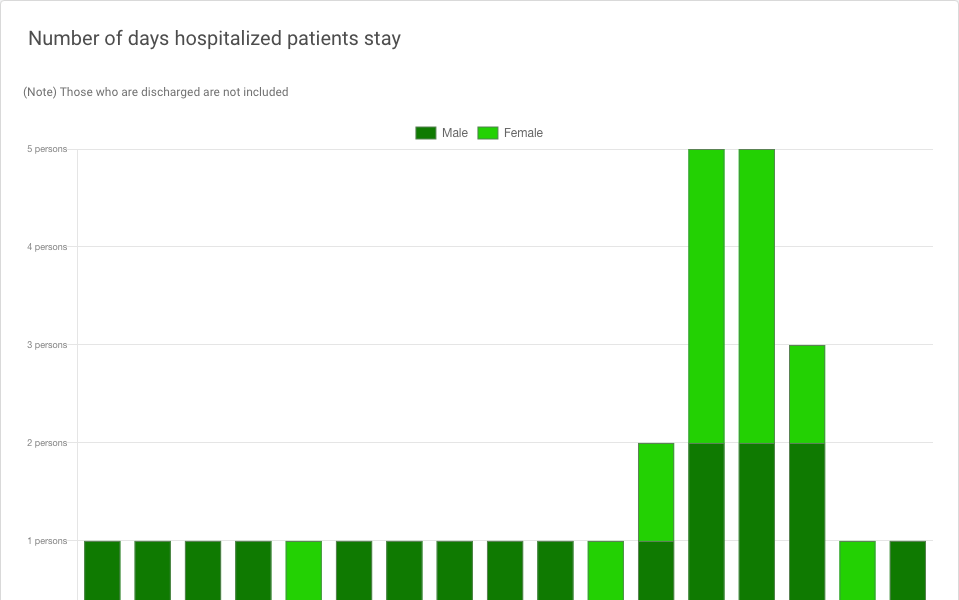 Number of days hospitalized patients stay
(Note) Those who are discharged are not included
Male Female
5 persons
4 persons
3 persons
2 persons
1 persons